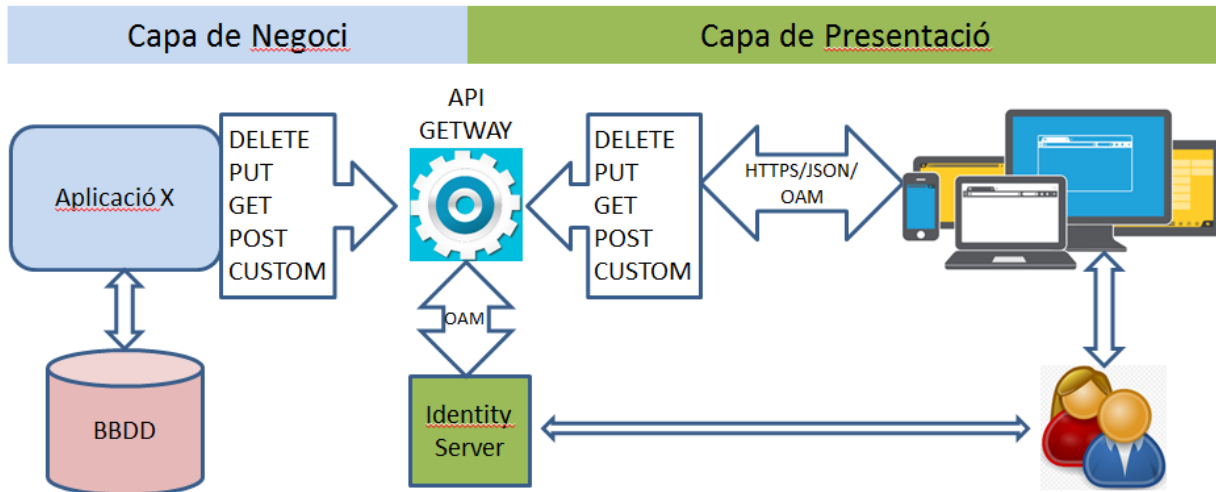 Capa de Negoci
Capa de Presentació
API
GETWAY
Aplicació X
DELETE
PUT
GET
POST
CUSTOM
DELETE
PUT
GET
POST
CUSTOM
HTTPS/JSON/
OAM
OAM
BBDD
Identity
Server